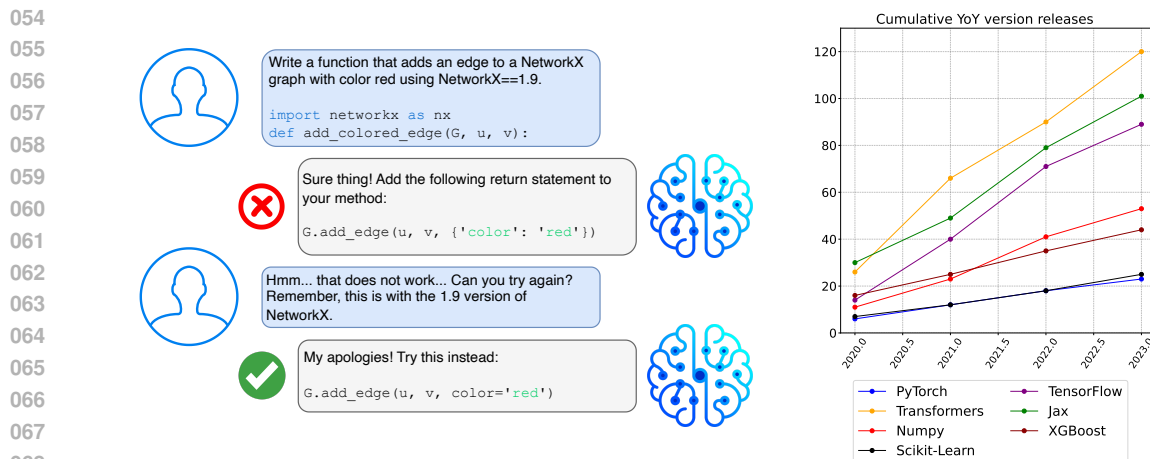 054
055
056
057
058
059
060
061
062
063
064
065
066
067
Write a function that adds an edge to a NetworkX
graph with color red using NetworkX==1.9.
import networkx as nx
def add_colored_edge(G, u, v):
Sure thing! Add the following return statement to
your method:
G.add_edge(u, v, {'color': 'red'})
Hmm... that does not work... Can you try again?
Remember, this is with the 1.9 version of
NetworkX.
My apologies! Try this instead:
G.add_edge(u, v, color='red')
Cumulative YoY version releases
120
100
80
60
40
20
0
2020.0
2020.5
2021.0
2021.5
2022.0
2022.5
2023.0
PyTorch
Transformers
Numpy
Scikit-Learn
TensorFlow
Jax
XGBoost